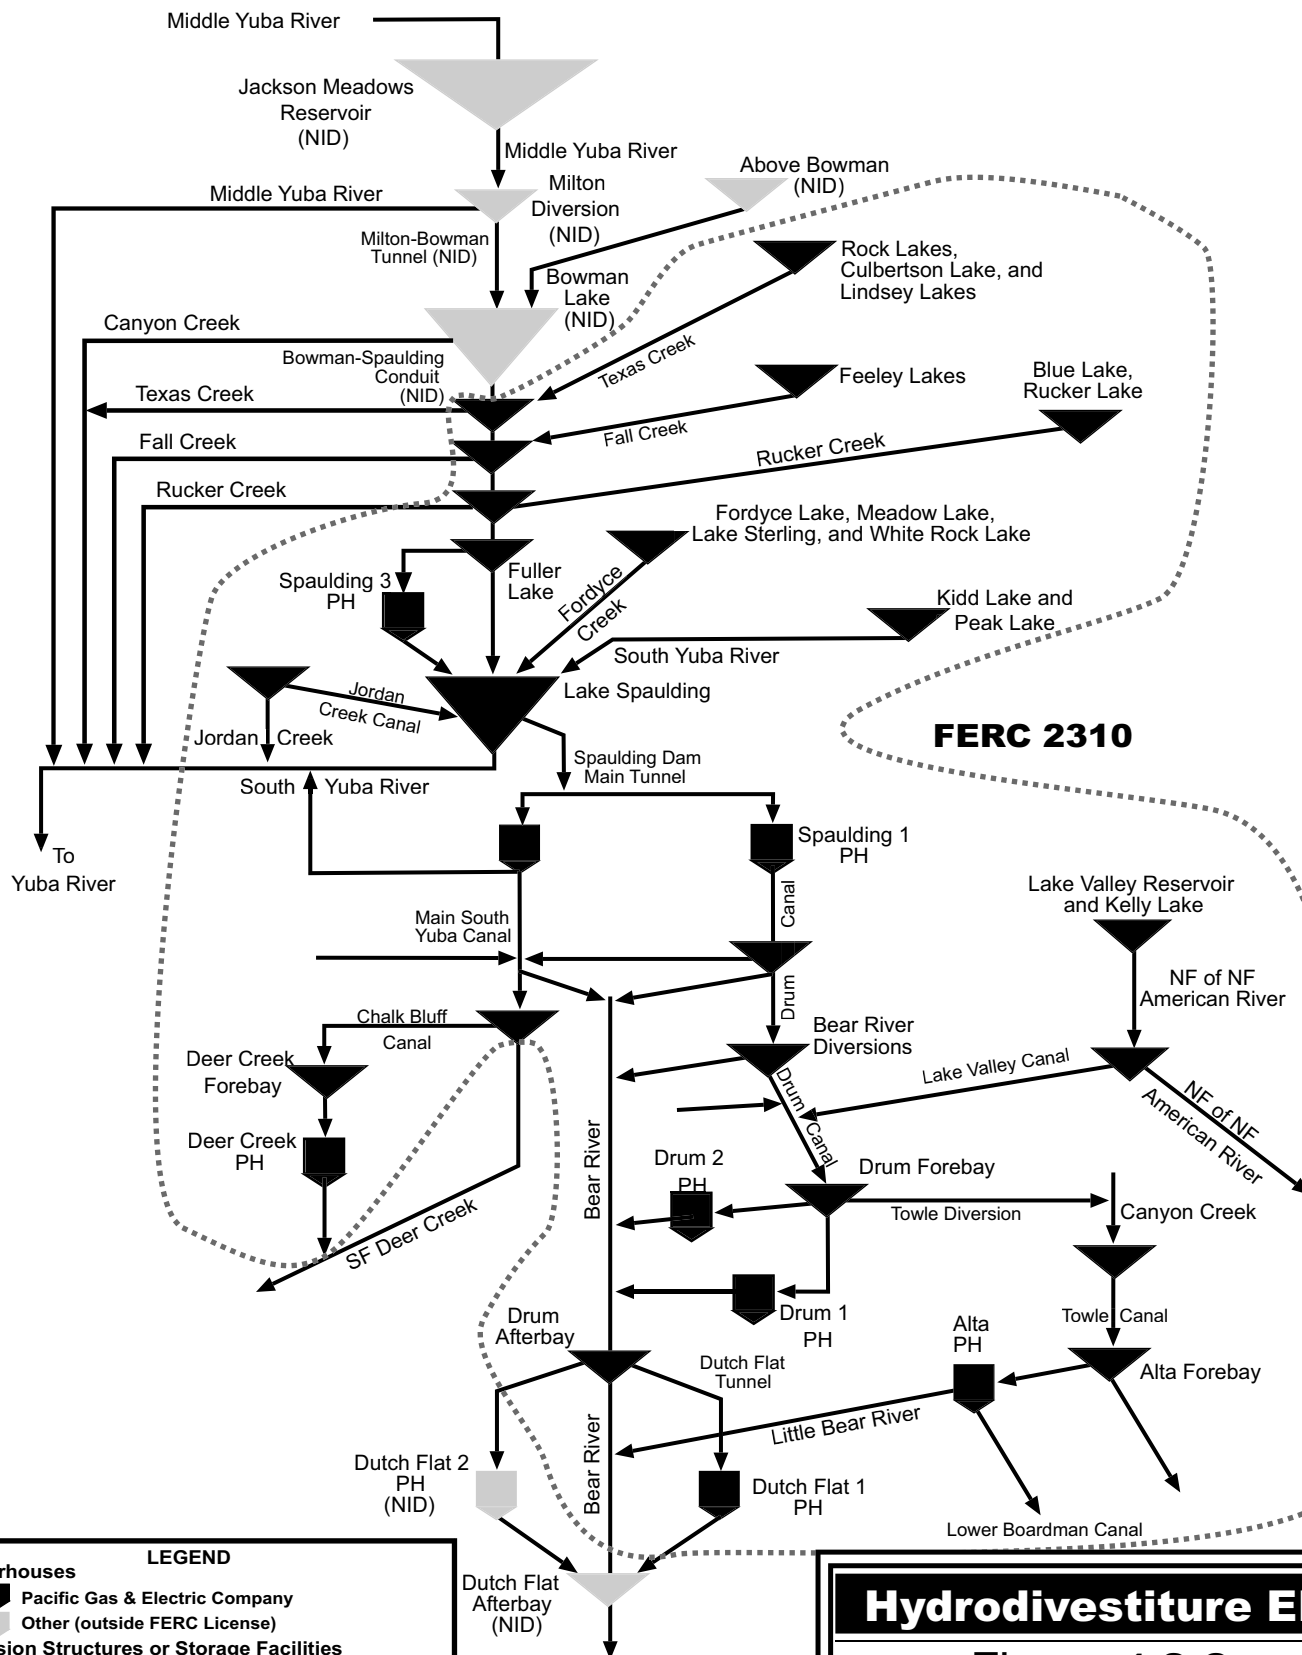 Middle Yuba River
Jackson Meadows
Reservoir
(NID)
Middle Yuba River
Above Bowman
(NID)
Middle Yuba River
Milton
Diversion
(NID)
Milton-Bowman
Tunnel (NID)
Rock Lakes,
Culbertson Lake, and
Lindsey Lakes
Bowman
Lake
(NID)
Canyon Creek
Bowman-Spaulding
Conduit
(NID)
Texas Creek
Texas Creek
Feeley Lakes
Blue Lake,
Rucker Lake
Fall Creek
Fall Creek
Rucker Creek
Rucker Creek
Fordyce Lake, Meadow Lake,
Lake Sterling, and White Rock Lake
Fuller
Lake
Spaulding 3
PH
Fordyce
Creek
Kidd Lake and
Peak Lake
South Yuba River
Lake Spaulding
Jordan
Creek Canal
Jordan Creek
FERC 2310
Spaulding Dam
Main Tunnel
South Yuba River
To
Yuba River
Spaulding 1
PH
Canal
Lake Valley Reservoir
and Kelly Lake
Main South
Yuba Canal
NF of NF
American River
Drum
Chalk Bluff
Canal
Bear River
Diversions
Deer Creek
Forebay
Lake Valley Canal
Drum Canal
NF of NF
American River
Deer Creek
PH
Bear River
Drum 2
PH
Drum Forebay
Towle Diversion
Canyon Creek
SF Deer Creek
Drum 1
PH
Drum
Afterbay
Alta
PH
Towle Canal
Dutch Flat
Tunnel
Alta Forebay
Little Bear River
Bear River
Dutch Flat 2
PH
(NID)
Dutch Flat 1
PH
Lower Boardman Canal
Dutch Flat
Afterbay
(NID)
LEGEND
rhouses
Pacific Gas & Electric Company
Other (outside FERC License)
sion Structures or Storage Facilities
Hydrodivestiture